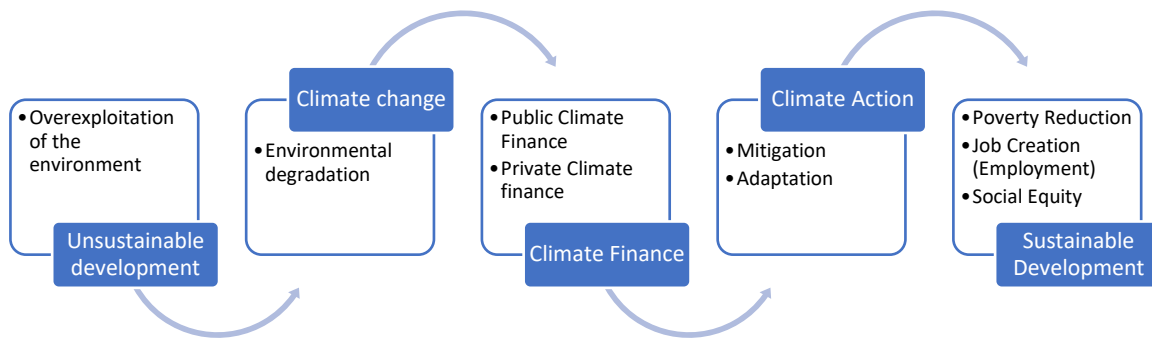 •Overexploitation
of the
environment
Unsustainable
development
Climate change
•Environmental
degradation
•Public Climate
Finance
•Private Climate
finance
Climate Finance
Climate Action
•Mitigation
•Adaptation
•Poverty Reduction
•Job Creation
(Employment)
•Social Equity
Sustainable
Development